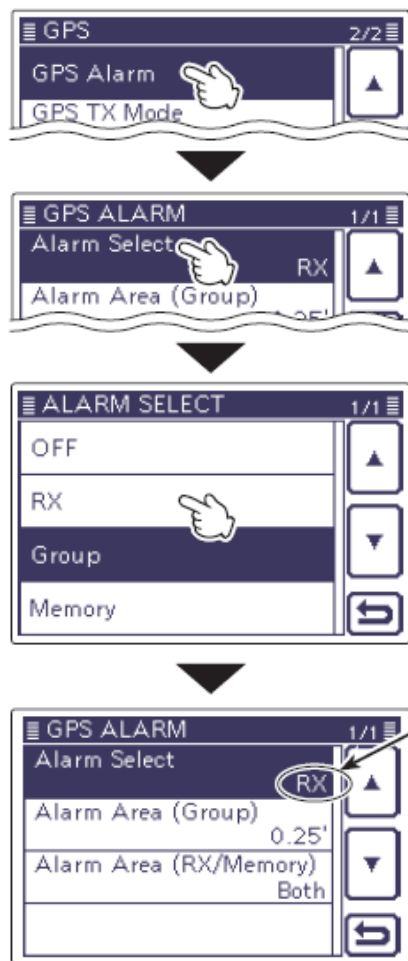 GPS 2/2
GPS Alarm
GPS TX Mode
GPS ALARM 1/1
Alarm Select
RX
Alarm Area (Group)
ALARM SELECT 1/1
OFF
RX
Group
Memory
GPS ALARM 1/1
Alarm Select
RX
Alarm Area (Group)
0.25'
Alarm Area (RX/Memory)
Both